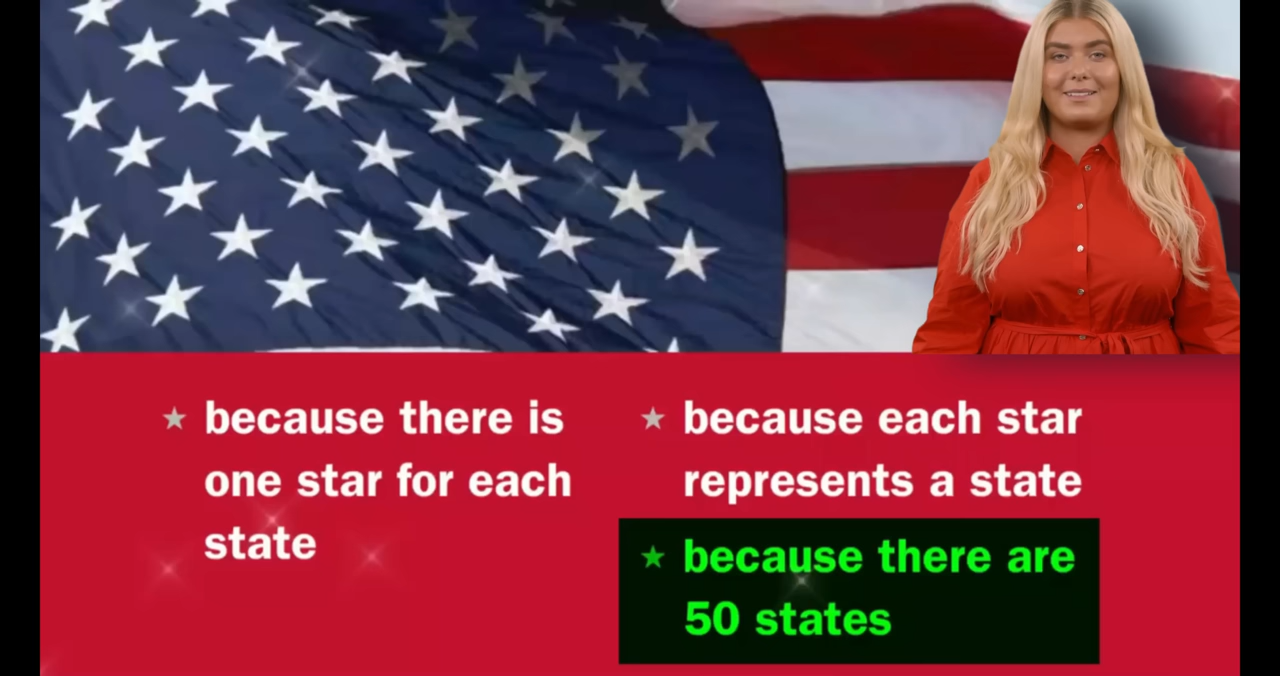 because there is
one star for each
state
because each star
represents a state
because there are
50 states